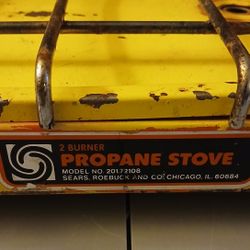 2 BURNER
PROPANE STOVE
MODEL NO. 20172108
SEARS, ROEBUCK AND CO. CHICAGO, IL. 60684